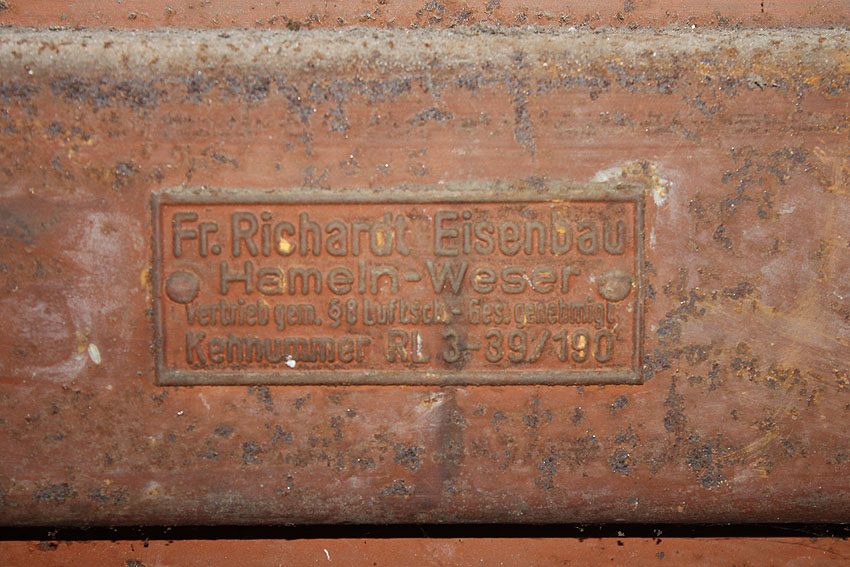 Fr. Richardt Eisenbau
Hameln-Weser
Vertrieb gem. §8 Luftsch.-Ges. genehmigt
Kennummer RL 3-39/190